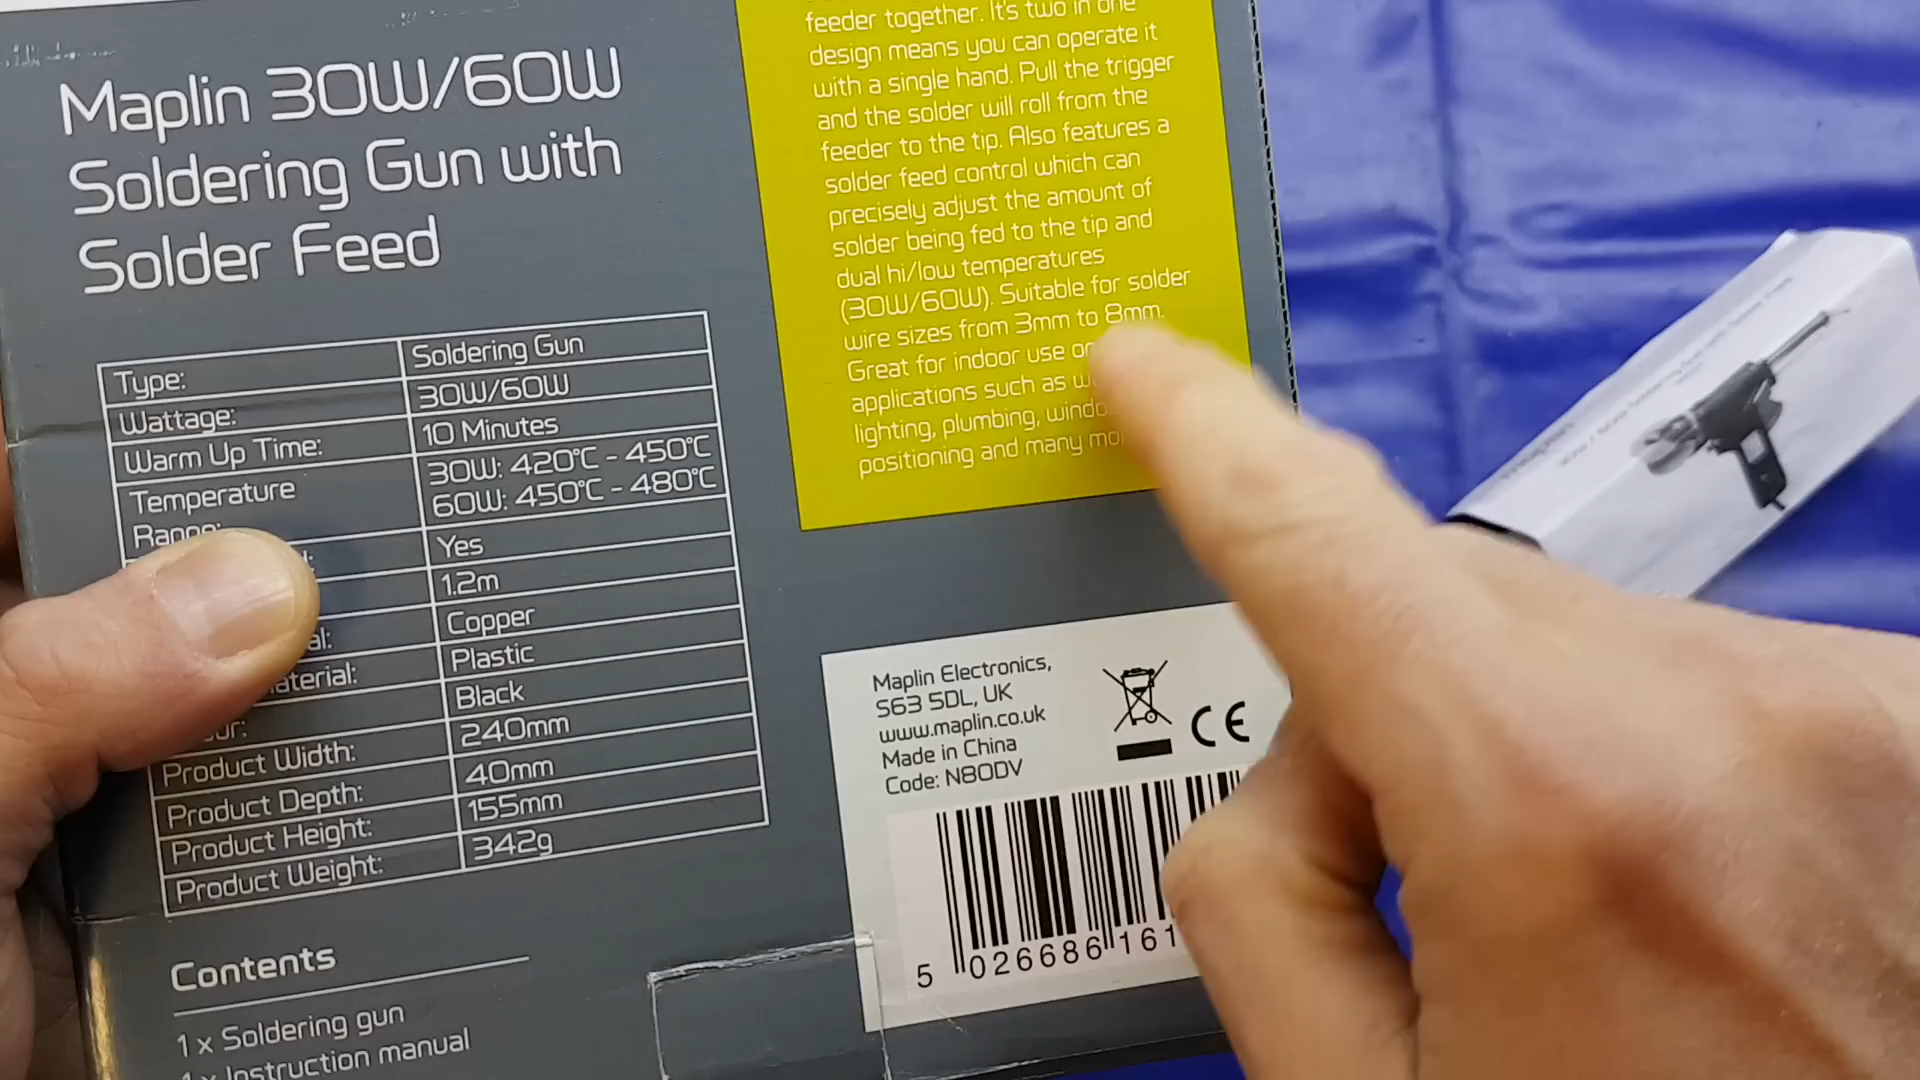 Maplin 30W/60W
Soldering Gun with
Solder Feed
Type: Soldering Gun
Wattage: 30W/60W
Warm Up Time: 10 Minutes
Temperature 30W: 420°C - 450°C
Range: 60W: 450°C - 480°C
Yes
1.2m
Copper
Plastic
Black
Product Width: 240mm
Product Depth: 40mm
Product Height: 155mm
Product Weight: 342g
Contents
1 x Soldering gun
1 x Instruction manual
feeder together. It's two in one
design means you can operate it
with a single hand. Pull the trigger
and the solder will roll from the
feeder to the tip. Also features a
solder feed control which can
precisely adjust the amount of
solder being fed to the tip and
dual hi/low temperatures
(30W/60W). Suitable for solder
wire sizes from 3mm to 8mm.
Great for indoor use
applications such as
lighting, plumbing,
positioning and many
Maplin Electronics,
S63 5DL, UK
www.maplin.co.uk
Made in China
Code: N80DV
CE
5 026686 161